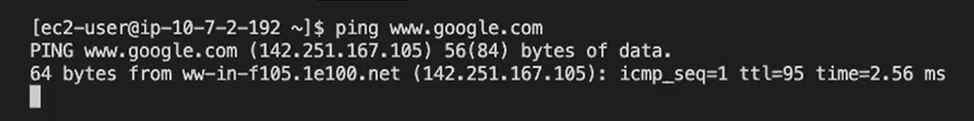 [ec2-user@ip-10-7-2-192 ~]$ ping www.google.com
PING www.google.com (142.251.167.105) 56(84) bytes of data.
64 bytes from ww-in-f105.1e100.net (142.251.167.105): icmp_seq=1 ttl=95 time=2.56 ms